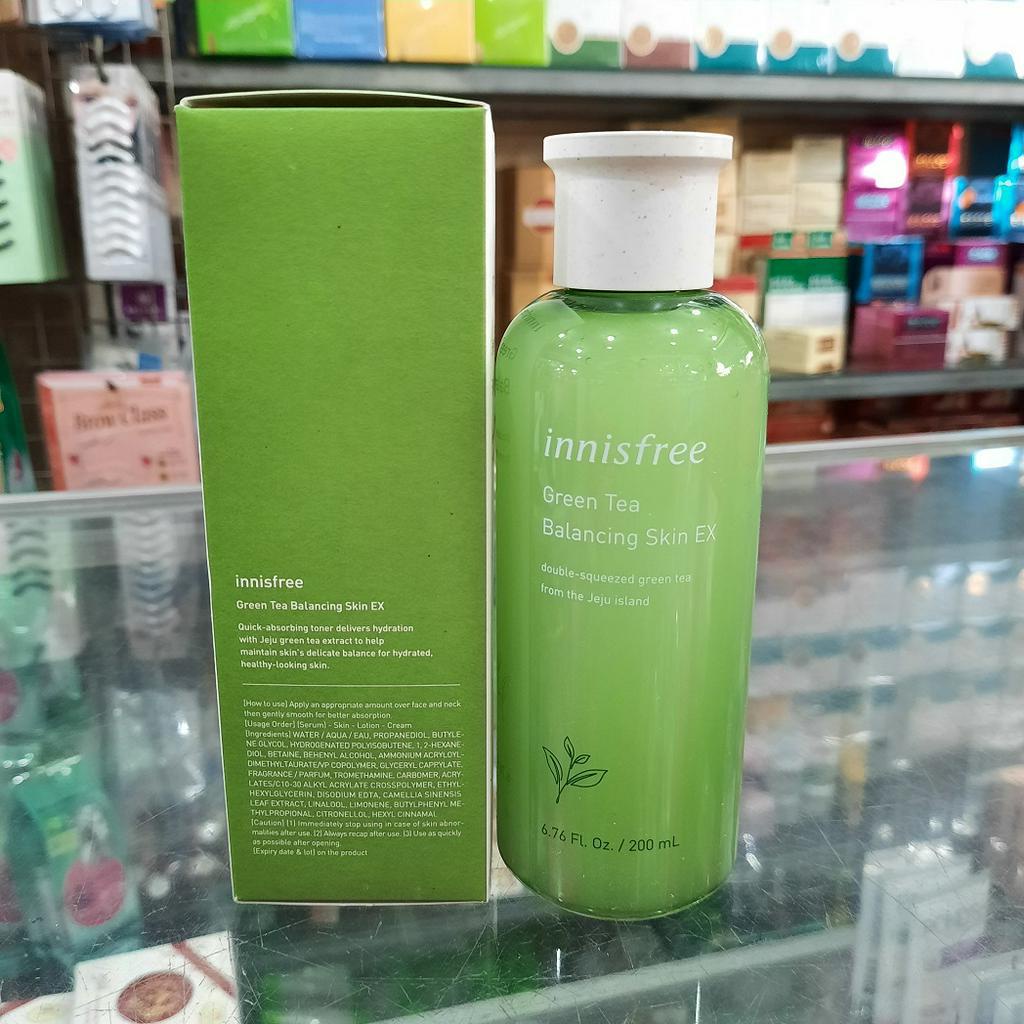 Brow Class
innisfree
Green Tea Balancing Skin EX
Quick-absorbing toner delivers hydration
with Jeju green tea extract to help
maintain skin's delicate balance for hydrated,
healthy-looking skin.
[How to use] Apply an appropriate amount over face and neck
then gently smooth for better absorption.
[Usage Order] (Serum) - Skin - Lotion - Cream
[Ingredients] WATER / AQUA / EAU, PROPANEDIOL, BUTYLE-
NE GLYCOL, HYDROGENATED POLYISOBUTENE, 1, 2-HEXANE-
DIOL, BETAINE, BEHENYL ALCOHOL, AMMONIUM ACRYLOYL-
DIMETHYLTAURATE/VP COPOLYMER, GLYCERYL CAPRYLATE,
FRAGRANCE / PARFUM, TROMETHAMINE, CARBOMER, ACRY-
LATES/C10-30 ALKYL ACRYLATE CROSSPOLYMER, ETHYL-
HEXYLGLYCERIN, DISODIUM EDTA, CAMELLIA SINENSIS
LEAF EXTRACT, LINALOOL, LIMONENE, BUTYLPHENYL ME-
THYLPROPIONAL, CITRONELLOL, HEXYL CINNAMAL
[Caution] (1) Immediately stop using in case of skin abnor-
malities after use. (2) Always recap after use. (3) Use as quickly
as possible after opening.
[Expiry date & lot] on the product
innisfree
Green Tea
Balancing Skin EX
double-squeezed green tea
from the Jeju island
6.76 Fl. Oz. / 200 mL